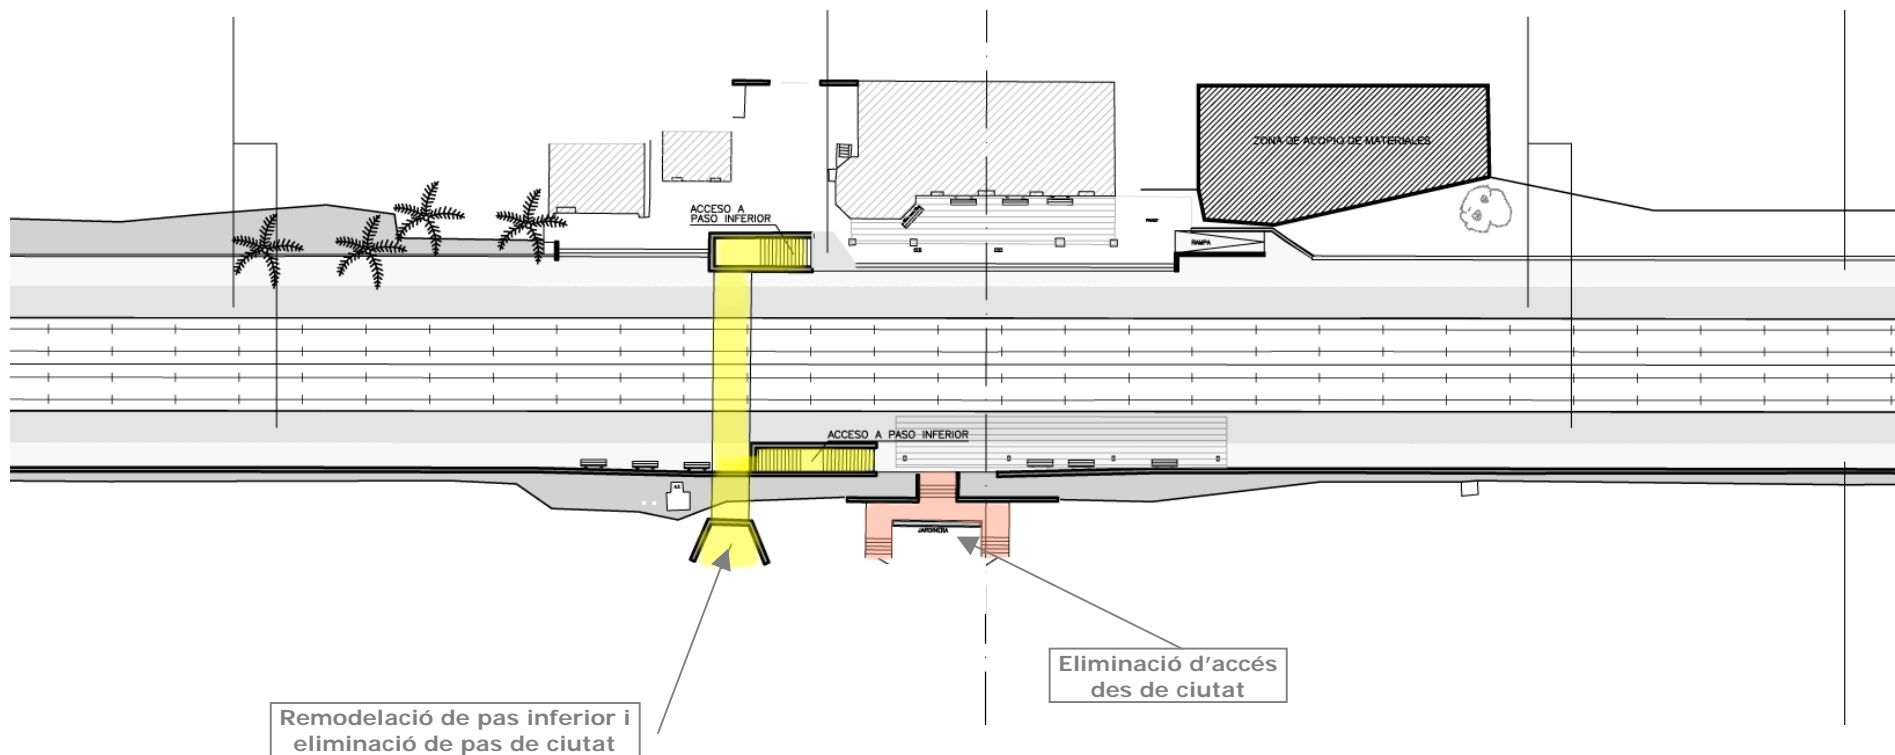 ZONA DE ACOPIO DE MATERIALES
ACCESO A
PASO INFERIOR
RAMPA
ACCESO A PASO INFERIOR
JARDINERA
Eliminació d'accés
des de ciutat
Remodelació de pas inferior i
eliminació de pas de ciutat